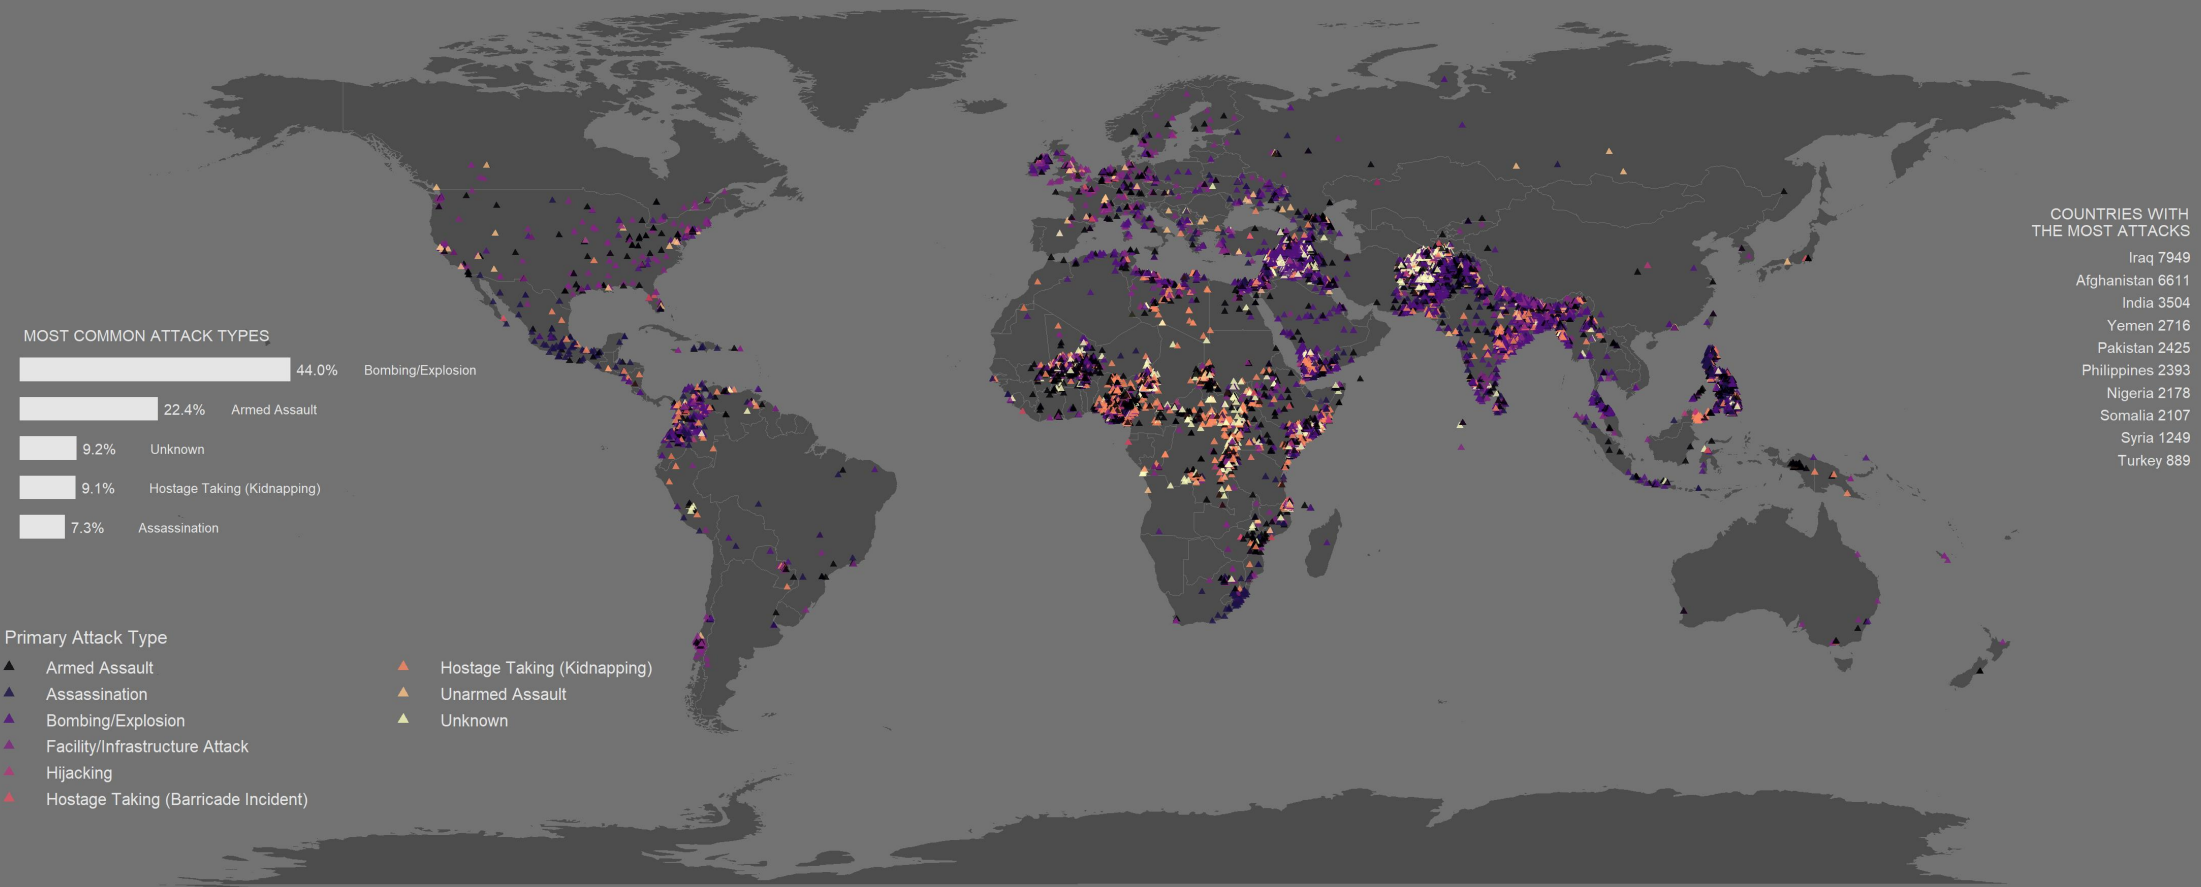 COUNTRIES WITH
THE MOST ATTACKS
Iraq 7949
Afghanistan 6611
India 3504
Yemen 2716
Pakistan 2425
Philippines 2393
Nigeria 2178
Somalia 2107
Syria 1249
Turkey 889
MOST COMMON ATTACK TYPES
44.0% Bombing/Explosion
22.4% Armed Assault
9.2% Unknown
9.1% Hostage Taking (Kidnapping)
7.3% Assassination
Primary Attack Type
Armed Assault
Assassination
Bombing/Explosion
Facility/Infrastructure Attack
Hijacking
Hostage Taking (Barricade Incident)
Hostage Taking (Kidnapping)
Unarmed Assault
Unknown